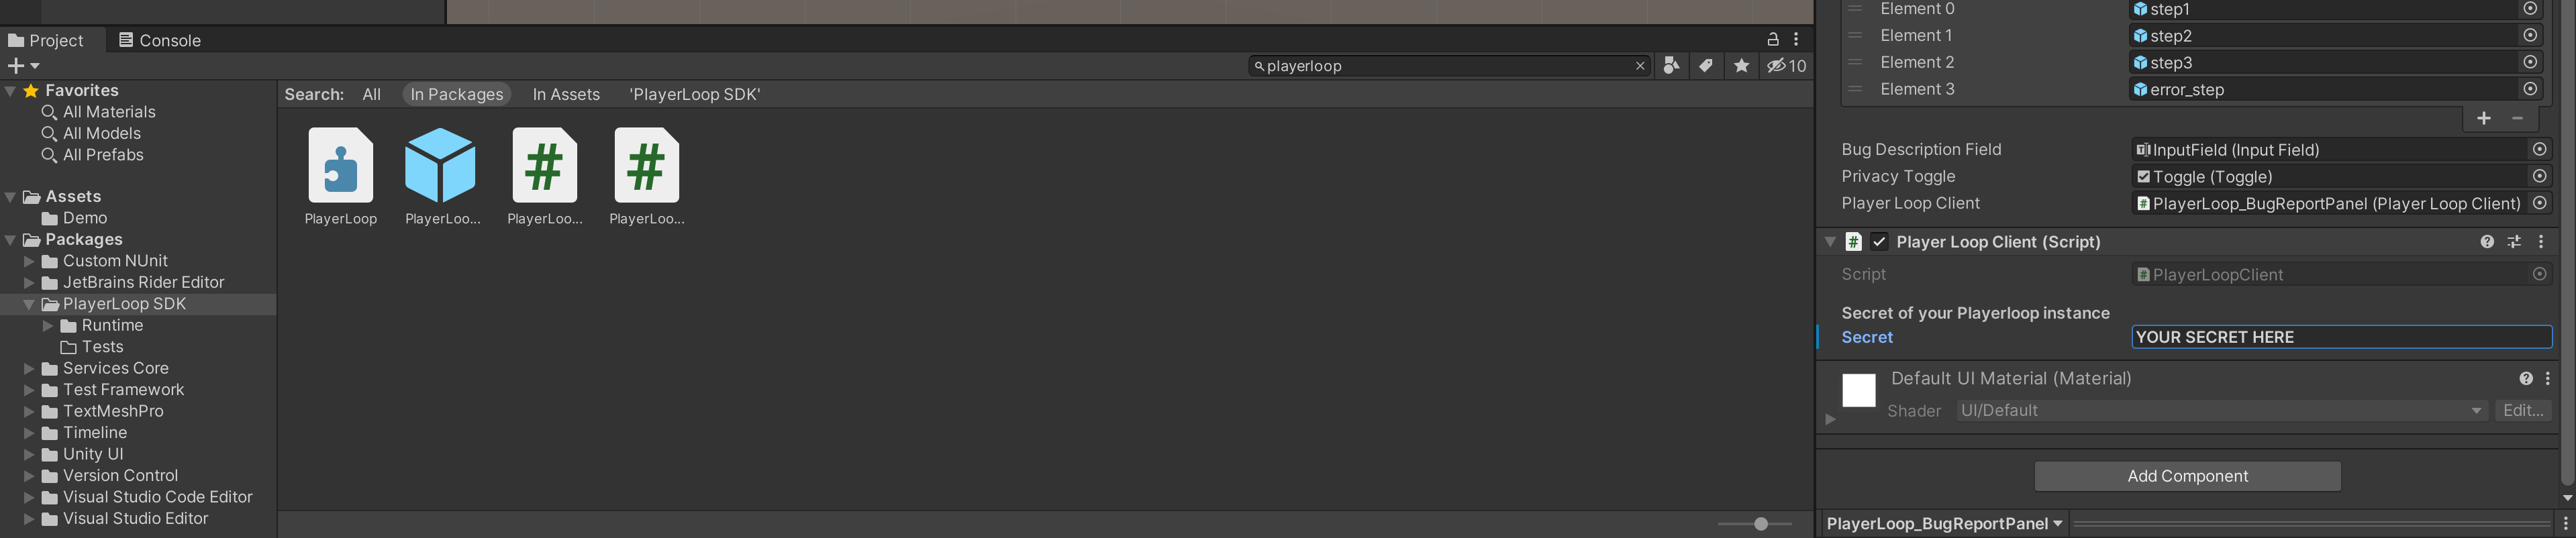 Project
Console
playerloop
10
Favorites
All Materials
All Models
All Prefabs
Assets
Demo
Packages
Custom NUnit
JetBrains Rider Editor
PlayerLoop SDK
Runtime
Tests
Services Core
Test Framework
TextMeshPro
Timeline
Unity UI
Version Control
Visual Studio Code Editor
Visual Studio Editor
Search: All In Packages In Assets 'PlayerLoop SDK'
PlayerLoop PlayerLoo... PlayerLoo... PlayerLoo...
Element 0 step1
Element 1 step2
Element 2 step3
Element 3 error_step
Bug Description Field InputField (Input Field)
Privacy Toggle Toggle (Toggle)
Player Loop Client PlayerLoop_BugReportPanel (Player Loop Client)
Player Loop Client (Script)
Script PlayerLoopClient
Secret of your Playerloop instance
Secret YOUR SECRET HERE
Default UI Material (Material)
Shader UI/Default Edit...
Add Component
PlayerLoop_BugReportPanel